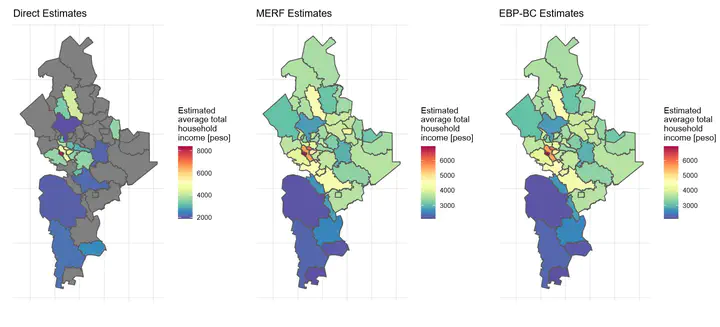 Direct Estimates
Estimated
average total
household
income [peso]
8000
6000
4000
2000
MERF Estimates
Estimated
average total
household
income [peso]
6000
5000
4000
3000
EBP-BC Estimates
Estimated
average total
household
income [peso]
6000
5000
4000
3000